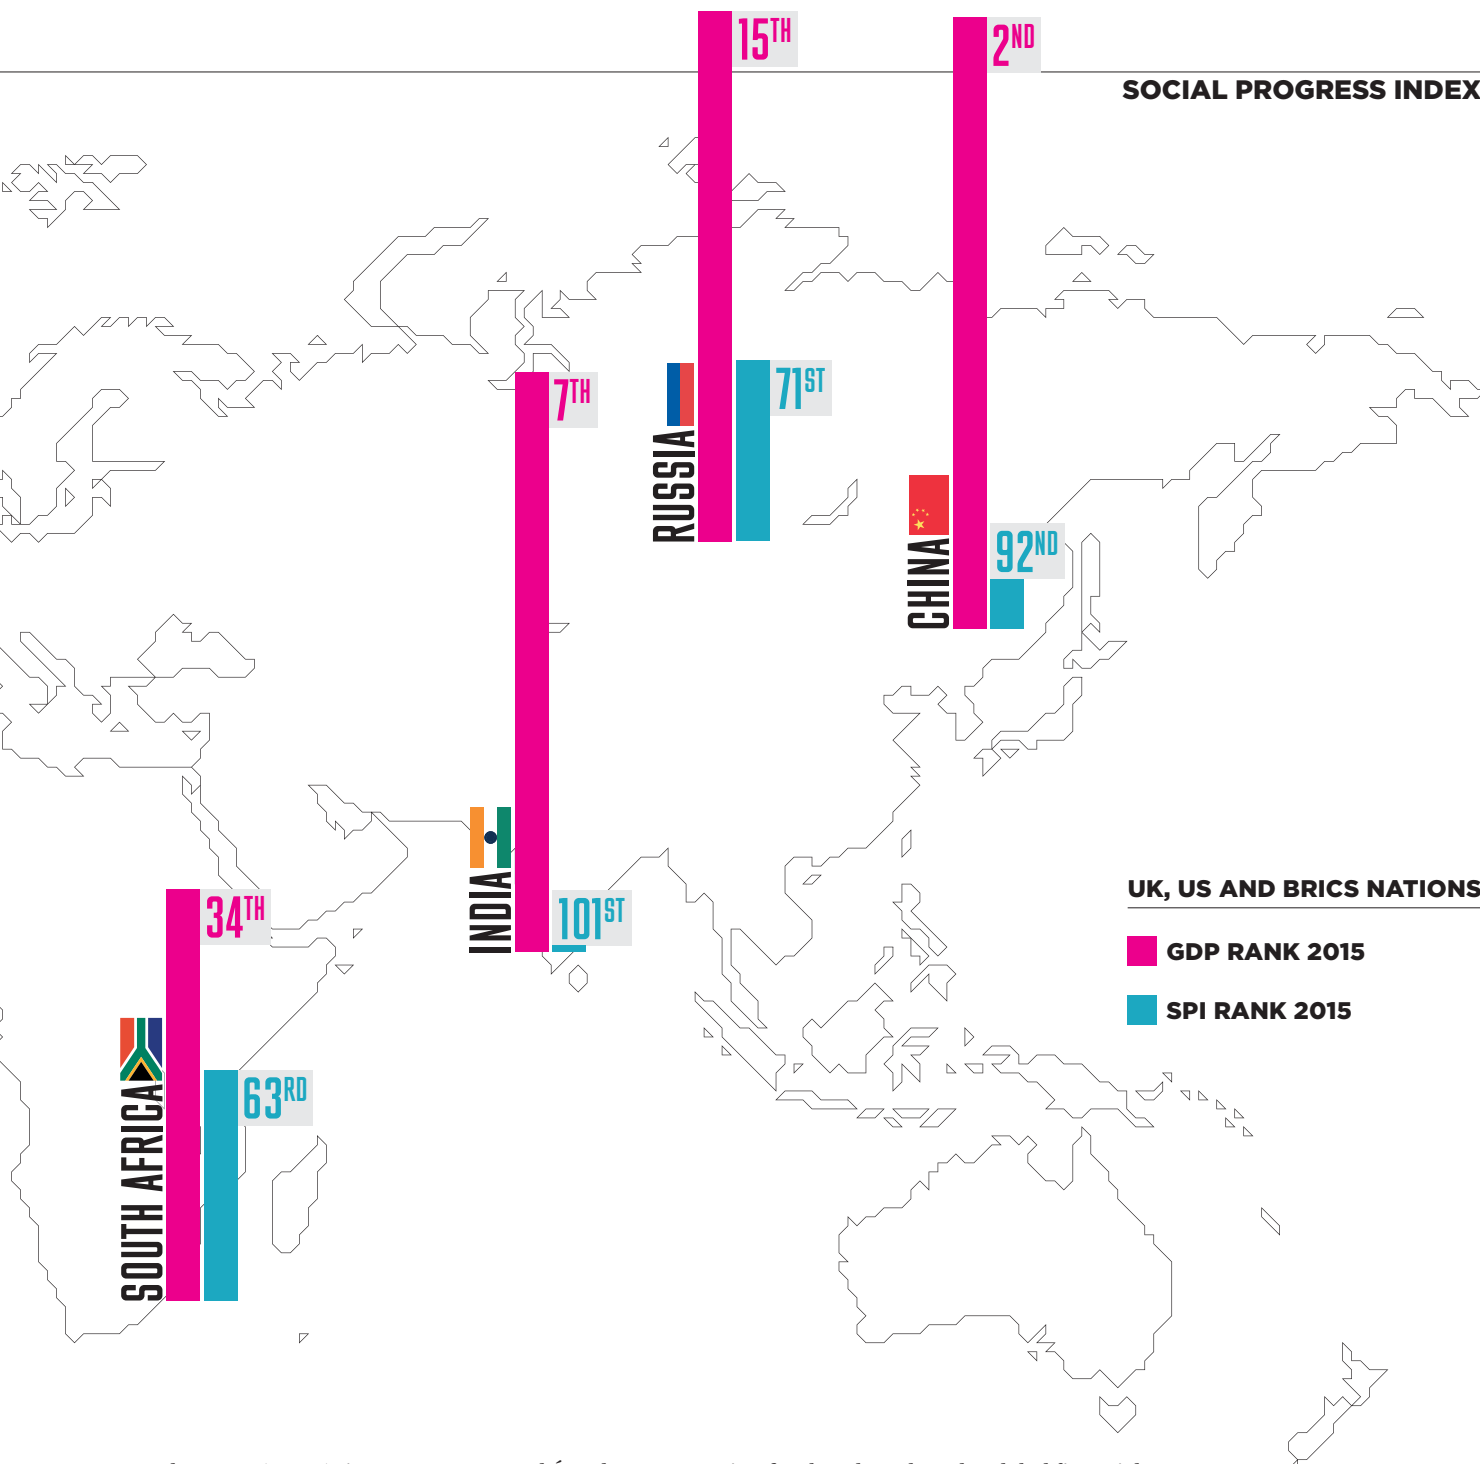 SOCIAL PROGRESS INDEX
15TH
2ND
RUSSIA
71ST
7TH
CHINA
92ND
INDIA
101ST
34TH
SOUTH AFRICA
63RD
UK, US AND BRICS NATIONS
GDP RANK 2015
SPI RANK 2015